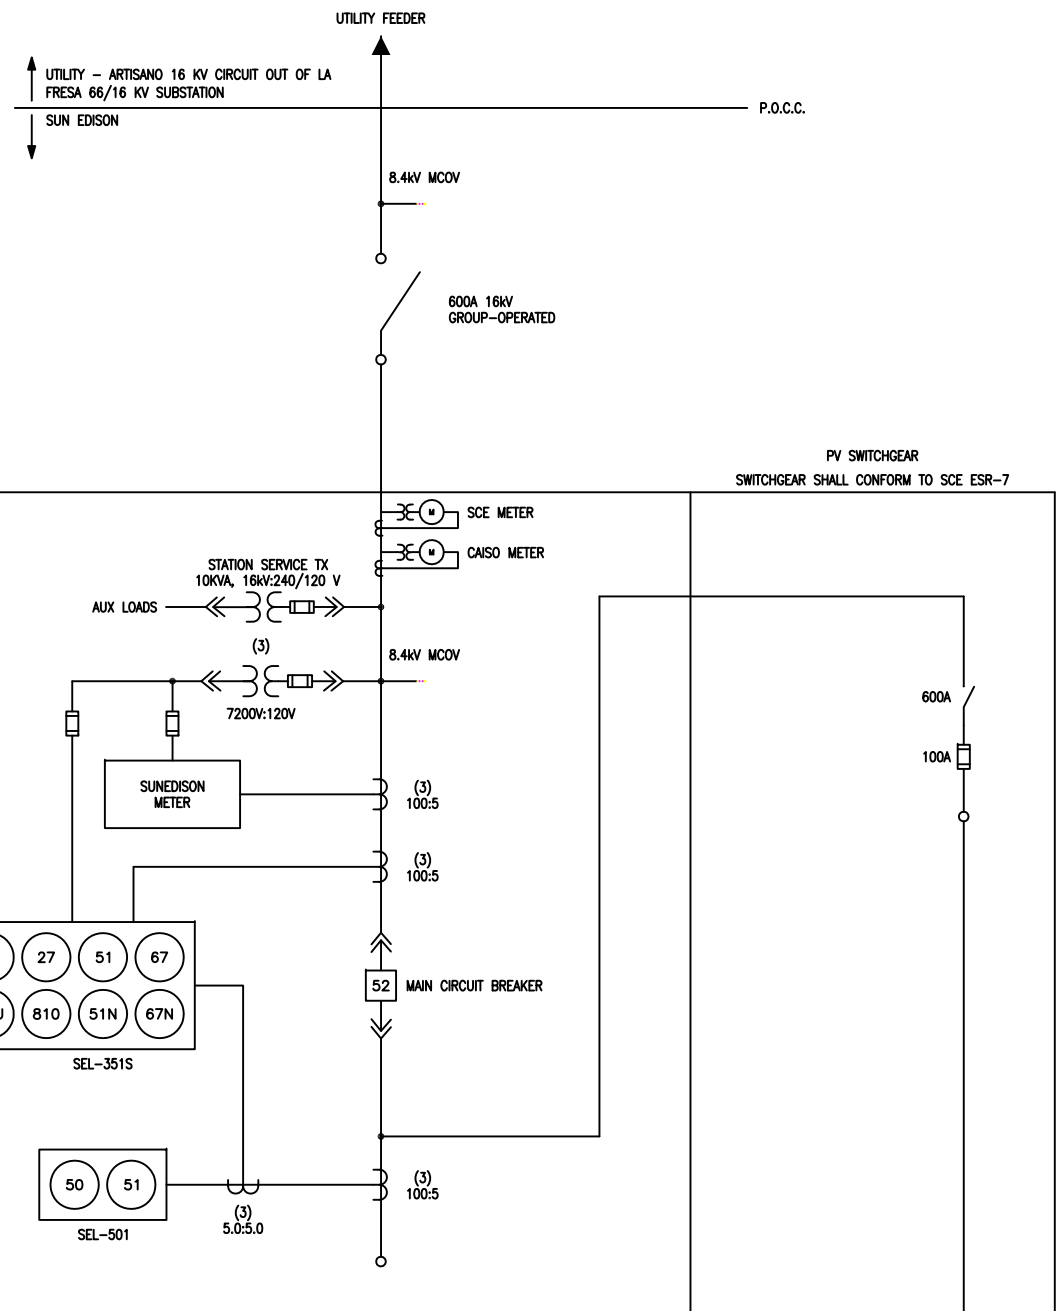 UTILITY FEEDER
UTILITY – ARTISANO 16 KV CIRCUIT OUT OF LA
FRESA 66/16 KV SUBSTATION
P.O.C.C.
SUN EDISON
8.4kV MCOV
600A 16kV
GROUP-OPERATED
PV SWITCHGEAR
SWITCHGEAR SHALL CONFORM TO SCE ESR-7
M
SCE METER
M
CAISO METER
STATION SERVICE TX
10KVA, 16kV:240/120 V
AUX LOADS
(3)
8.4kV MCOV
7200V:120V
600A
100A
SUNEDISON
METER
(3)
100:5
(3)
100:5
27
51
67
52
MAIN CIRCUIT BREAKER
U
810
51N
67N
SEL-351S
50
51
(3)
100:5
(3)
5.0:5.0
SEL-501